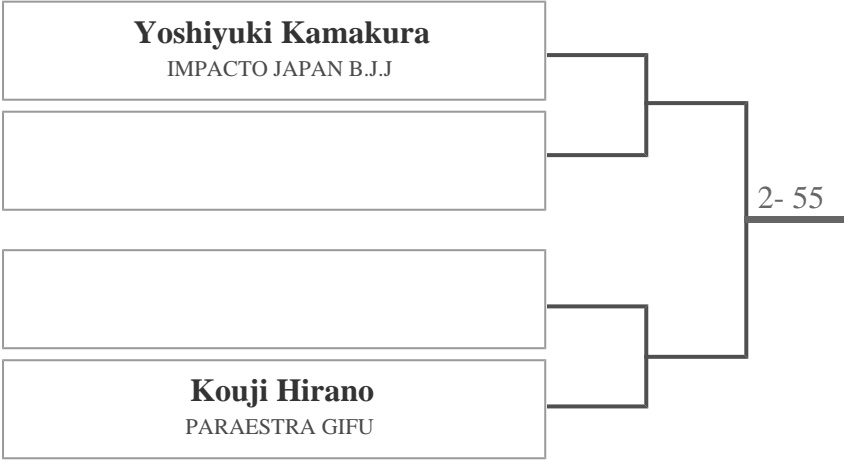 Yoshiyuki Kamakura
IMPACTO JAPAN B.J.J
2- 55
Kouji Hirano
PARAESTRA GIFU